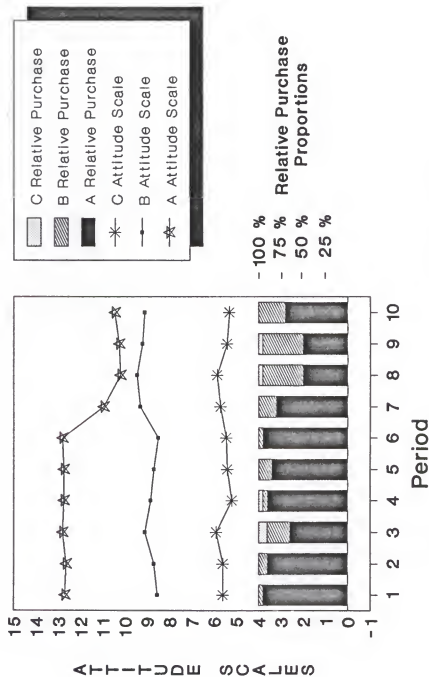 C Relative Purchase
B Relative Purchase
A Relative Purchase
C Attitude Scale
B Attitude Scale
A Attitude Scale
ATTITUDE SCALES
15
14
13
12
11
10
9
8
7
6
5
4
3
2
1
0
-1
1 2 3 4 5 6 7 8 9 10
Period
- 100 %
- 75 %
- 50 %
- 25 %
Relative Purchase
Proportions